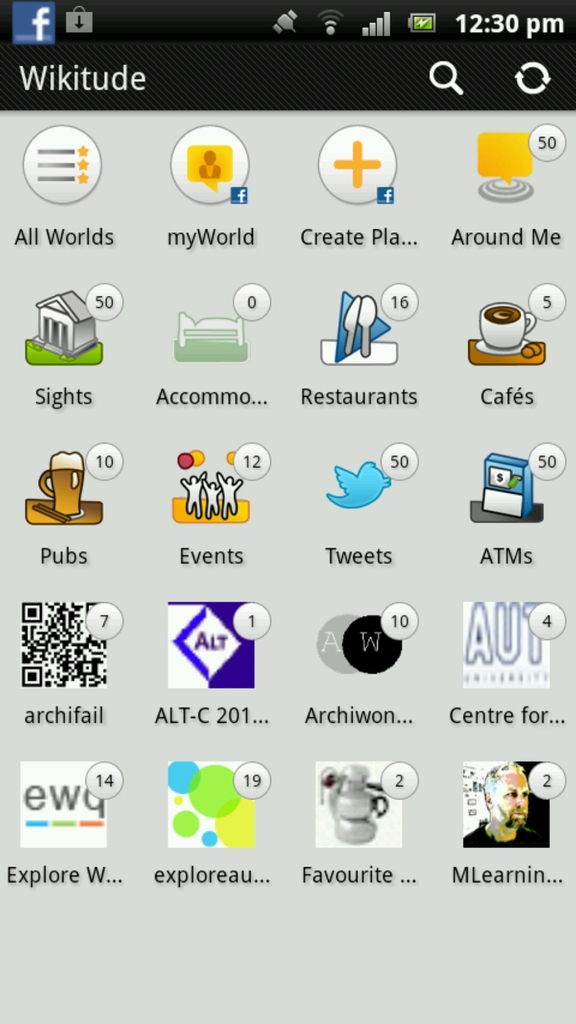 12:30 pm
Wikitude
50
All Worlds
myWorld
Create Pla...
Around Me
50
0
16
5
Sights
Accommo...
Restaurants
Cafés
10
12
50
50
Pubs
Events
Tweets
ATMs
7
ALT
1
A W
10
AUT
UNIVERSITY
4
archifail
ALT-C 201...
Archiwon...
Centre for...
ewq
14
19
2
2
Explore W...
exploreau...
Favourite ...
MLearnin...